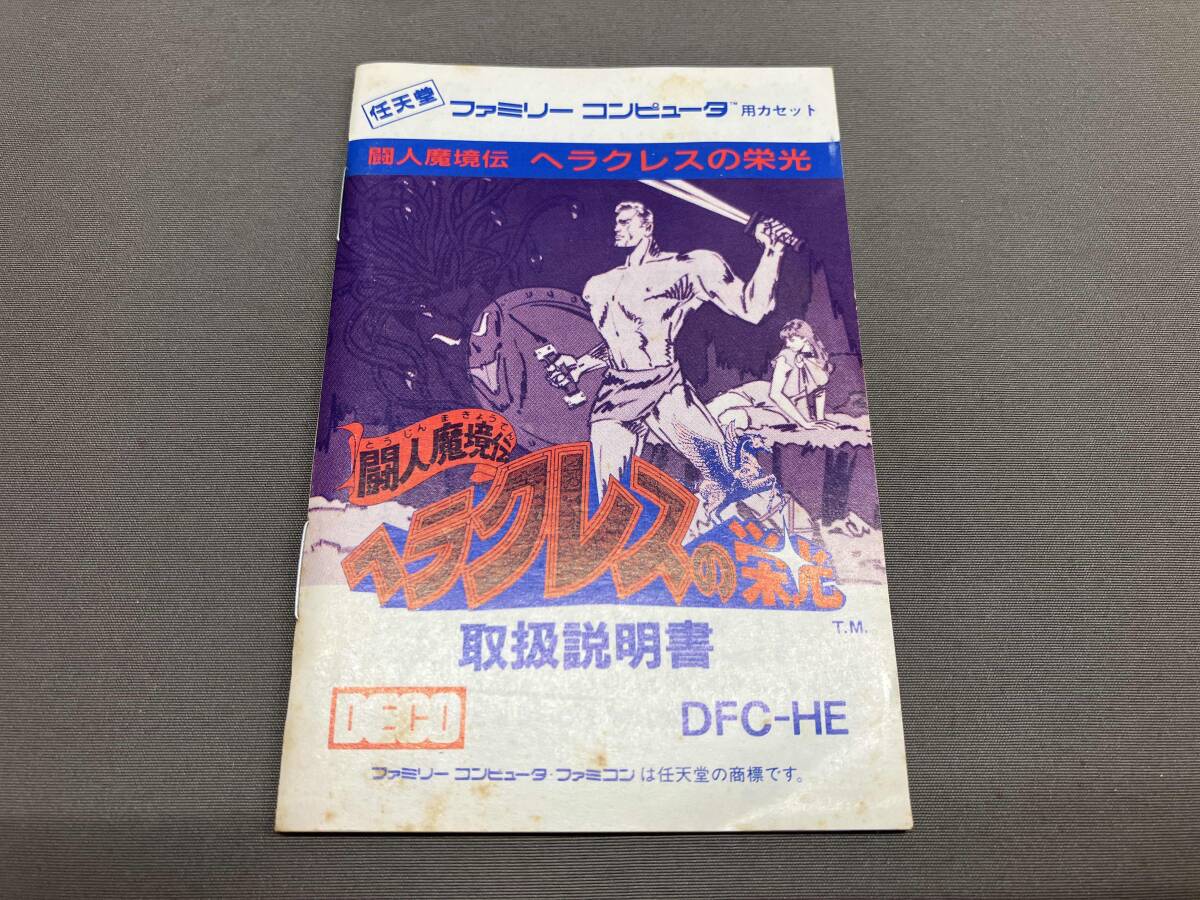 任天堂 ファミリー コンピュータ™ 用カセット
闘人魔境伝 ヘラクレスの栄光
とうじん まきょうでん
闘人魔境伝
ヘラクレスの栄光
T.M.
取扱説明書
DECO DFC-HE
ファミリー コンピュータ・ファミコン は任天堂の商標です。